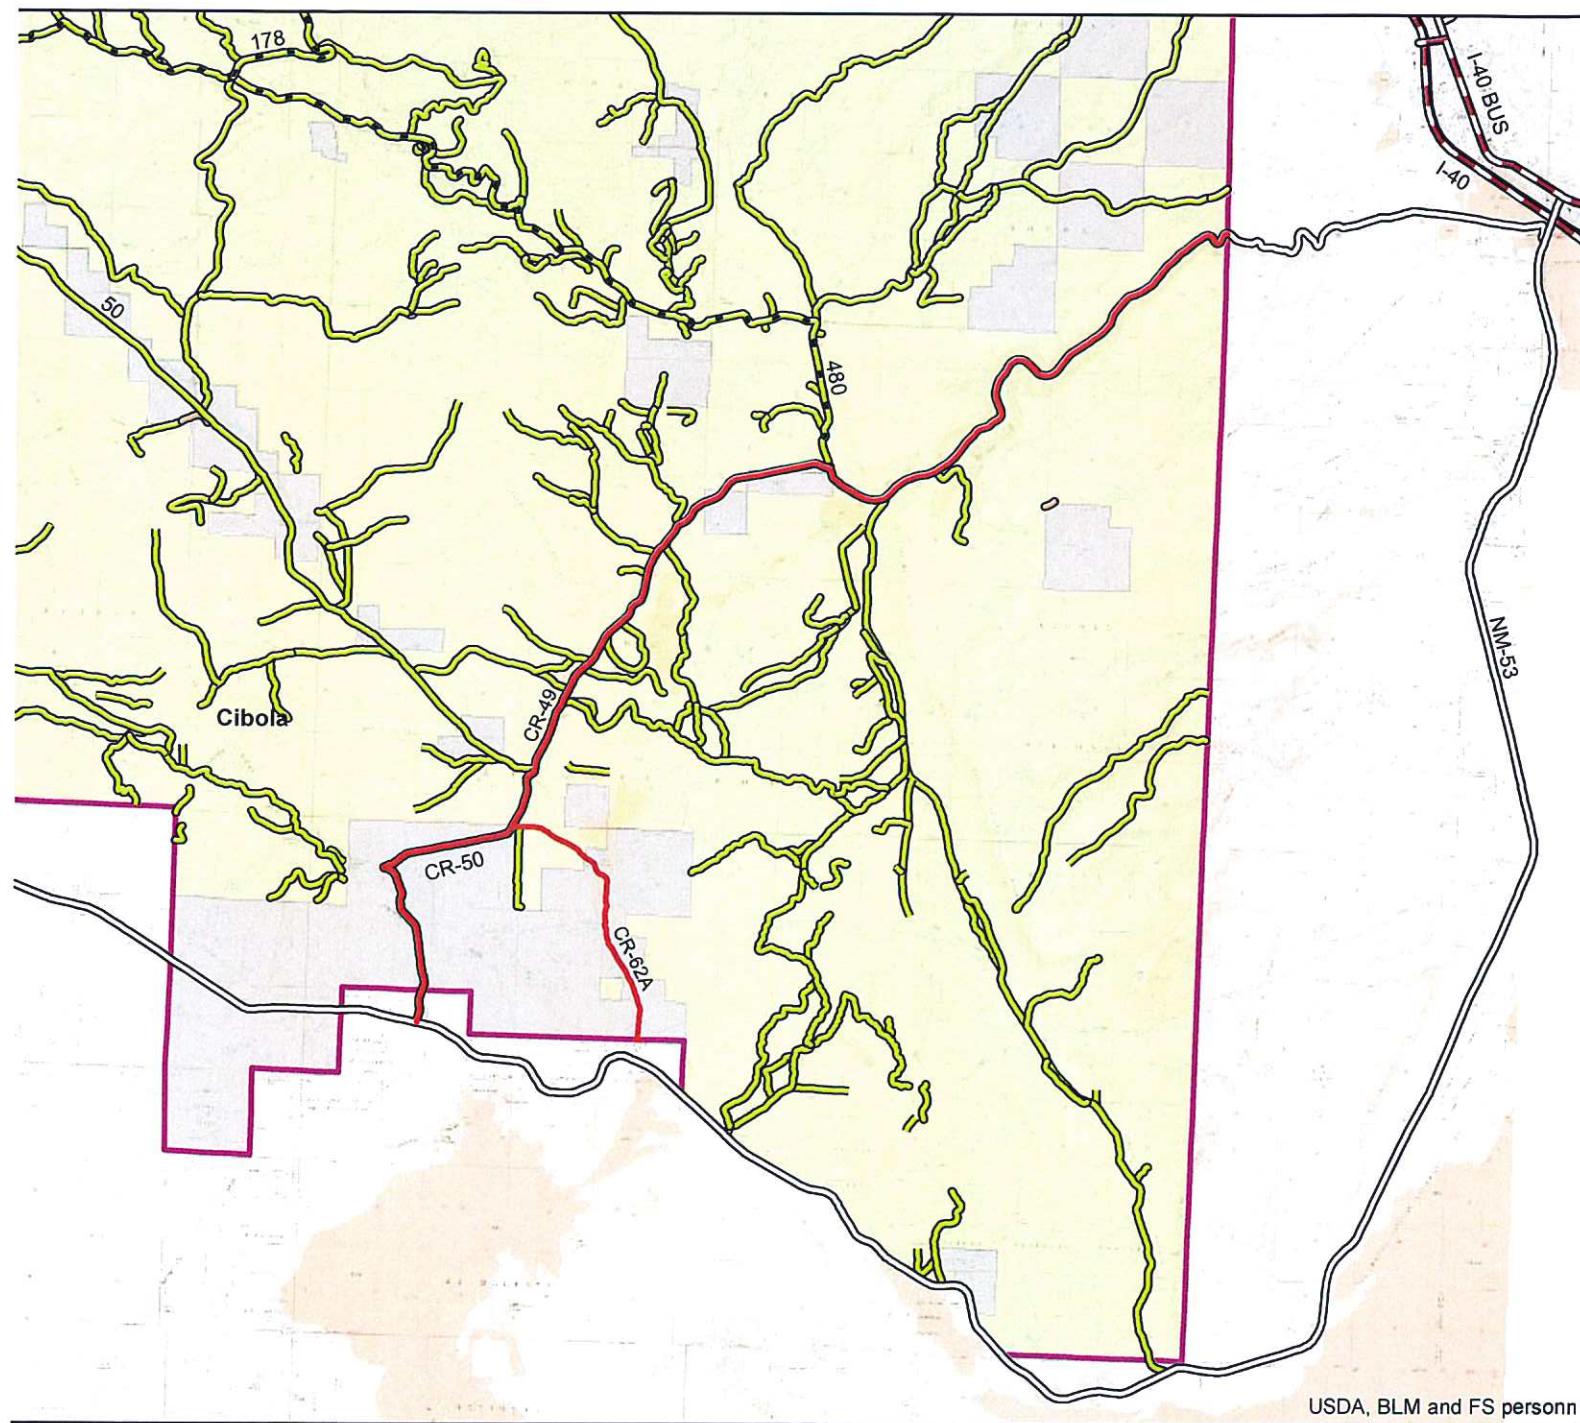 178
I-40 BUS
I-40
50
480
NM-53
CR-49
Cibola
CR-50
CR-62A
USDA, BLM and FS personn